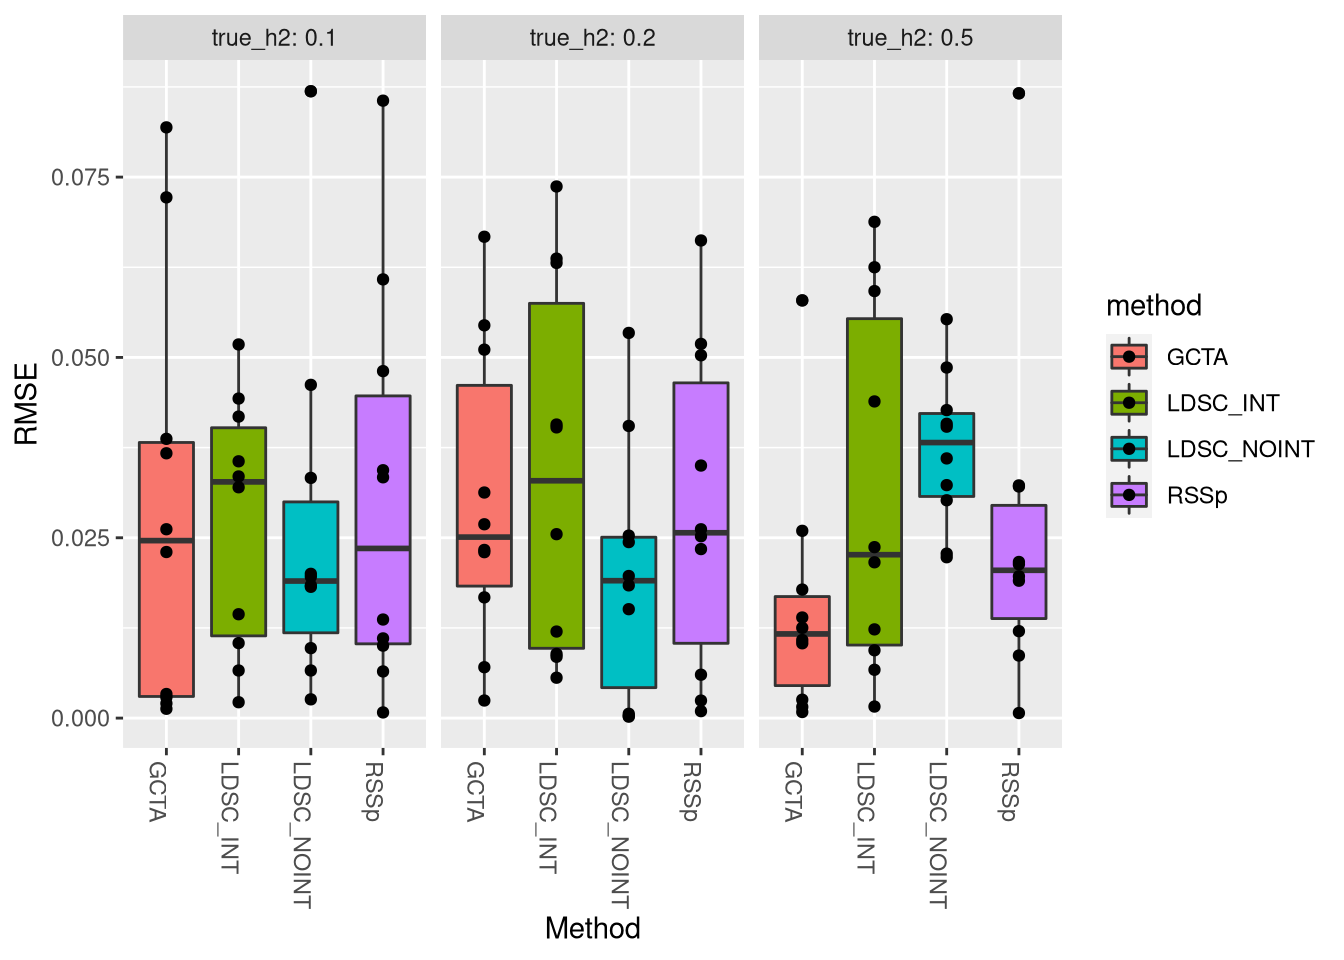 true_h2: 0.1
true_h2: 0.2
true_h2: 0.5
RMSE
0.075
0.050
0.025
0.000
GCTA
LDSC_INT
LDSC_NOINT
RSSp
GCTA
LDSC_INT
LDSC_NOINT
RSSp
GCTA
LDSC_INT
LDSC_NOINT
RSSp
Method
method
GCTA
LDSC_INT
LDSC_NOINT
RSSp